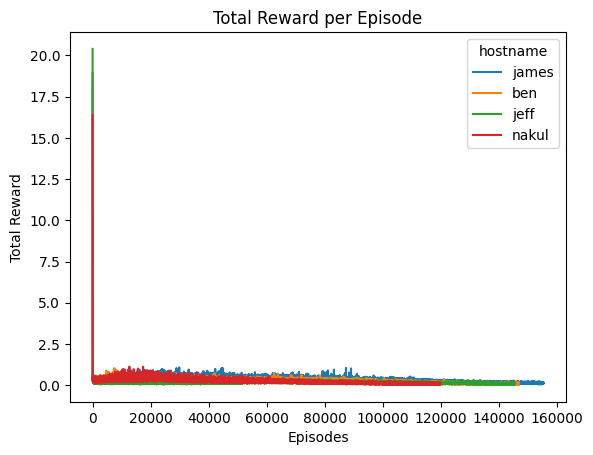 Total Reward per Episode
hostname
james
ben
jeff
nakul
Total Reward
20.0
17.5
15.0
12.5
10.0
7.5
5.0
2.5
0.0
0 20000 40000 60000 80000 100000 120000 140000 160000
Episodes